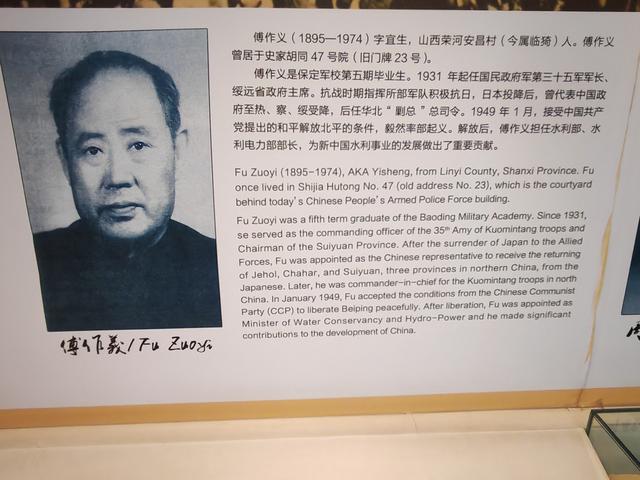 傅作义（1895—1974）字宜生，山西荣河安昌村（今属临猗）人。傅作义
曾居于史家胡同 47 号院（旧门牌 23 号）。
傅作义是保定军校第五期毕业生。1931 年起任国民政府军第三十五军军长、
绥远省政府主席。抗战时期指挥所部军队积极抗日，日本投降后，曾代表中国政
府至热、察、绥受降，后任华北“剿总”总司令。1949 年 1 月，接受中国共产
党提出的和平解放北平的条件，毅然率部起义。解放后，傅作义担任水利部、水
利电力部部长，为新中国水利事业的发展做出了重要贡献。
Fu Zuoyi (1895-1974), AKA Yisheng, from Linyi County, Shanxi Province. Fu
once lived in Shijia Hutong No. 47 (old address No. 23), which is the courtyard
behind today's Chinese People's Armed Police Force building.
Fu Zuoyi was a fifth term graduate of the Baoding Military Academy. Since 1931,
se served as the commanding officer of the 35th Amy of Kuomintang troops and
Chairman of the Suiyuan Province. After the surrender of Japan to the Allied
Forces, Fu was appointed as the Chinese representative to receive the returning
of Jehol, Chahar, and Suiyuan, three provinces in northern China, from the
Japanese. Later, he was commander-in-chief for the Kuomintang troops in north
China. In January 1949, Fu accepted the conditions from the Chinese Communist
Party (CCP) to liberate Beiping peacefully. After liberation, Fu was appointed as
Minister of Water Conservancy and Hydro-Power and he made significant
contributions to the development of China.
傅作義/Fu Zuoyi